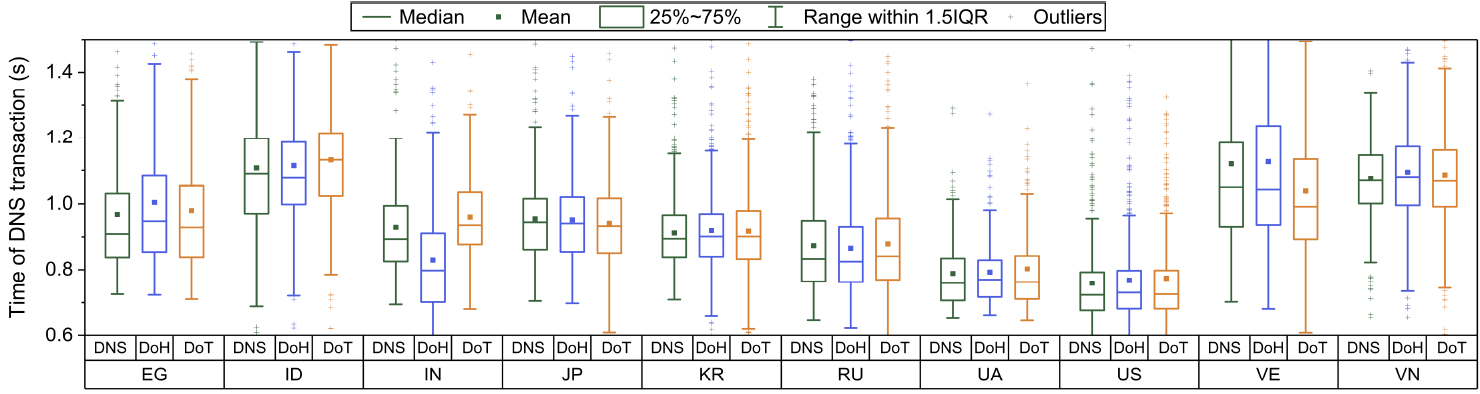 Median Mean 25%~75% Range within 1.5IQR Outliers
Time of DNS transaction (s)
1.4
1.2
1.0
0.8
0.6
DNS DoH DoT DNS DoH DoT DNS DoH DoT DNS DoH DoT DNS DoH DoT DNS DoH DoT DNS DoH DoT DNS DoH DoT DNS DoH DoT DNS DoH DoT
EG ID IN JP KR RU UA US VE VN